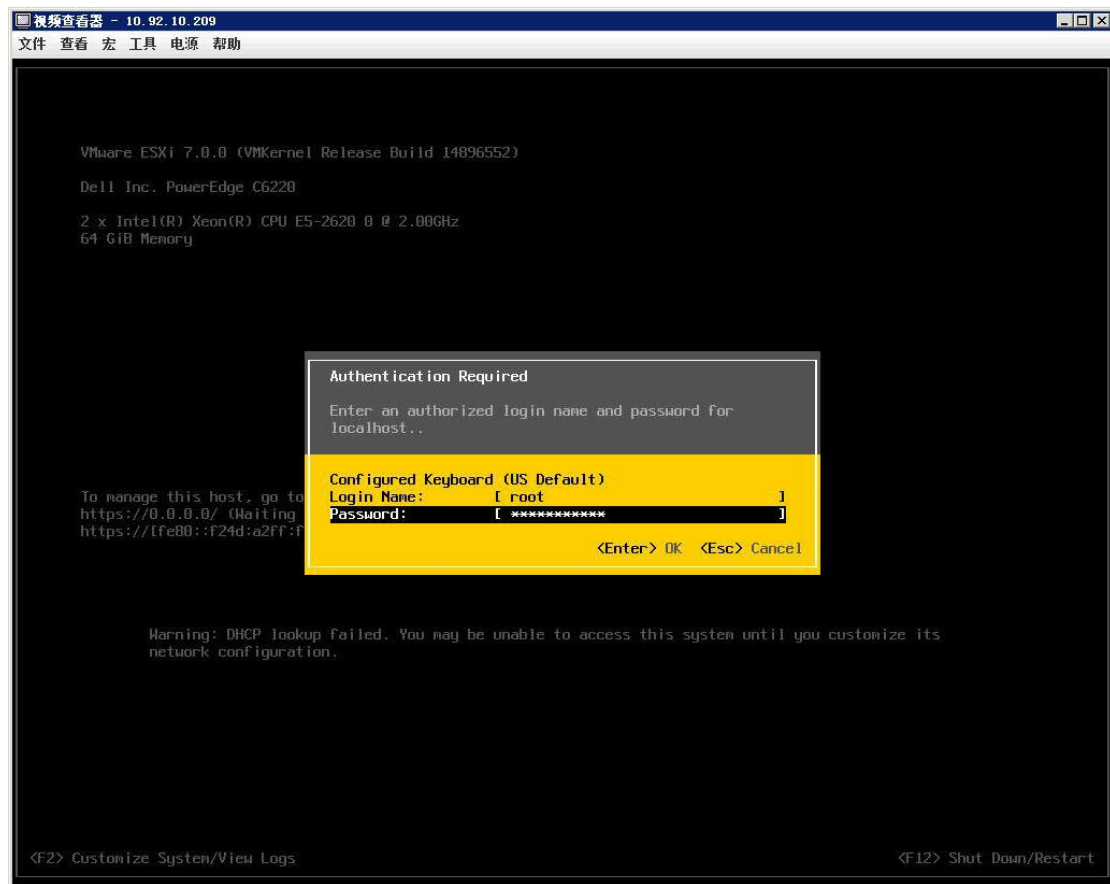 视频查看器 - 10.92.10.209
文件 查看 宏 工具 电源 帮助
VMware ESXi 7.0.0 (VMKernel Release Build 14896552)
Dell Inc. PowerEdge C6220
2 x Intel(R) Xeon(R) CPU E5-2620 0 @ 2.00GHz
64 GiB Memory
Authentication Required
Enter an authorized login name and password for
localhost..
Configured Keyboard (US Default)
Login Name: [ root ]
Password: [ *********** ]
<Enter> OK <Esc> Cancel
To manage this host, go to
https://0.0.0.0/ (Waiting
https://[fe80::f24d:a2ff:f
Warning: DHCP lookup failed. You may be unable to access this system until you customize its
network configuration.
<F2> Customize System/View Logs
<F12> Shut Down/Restart